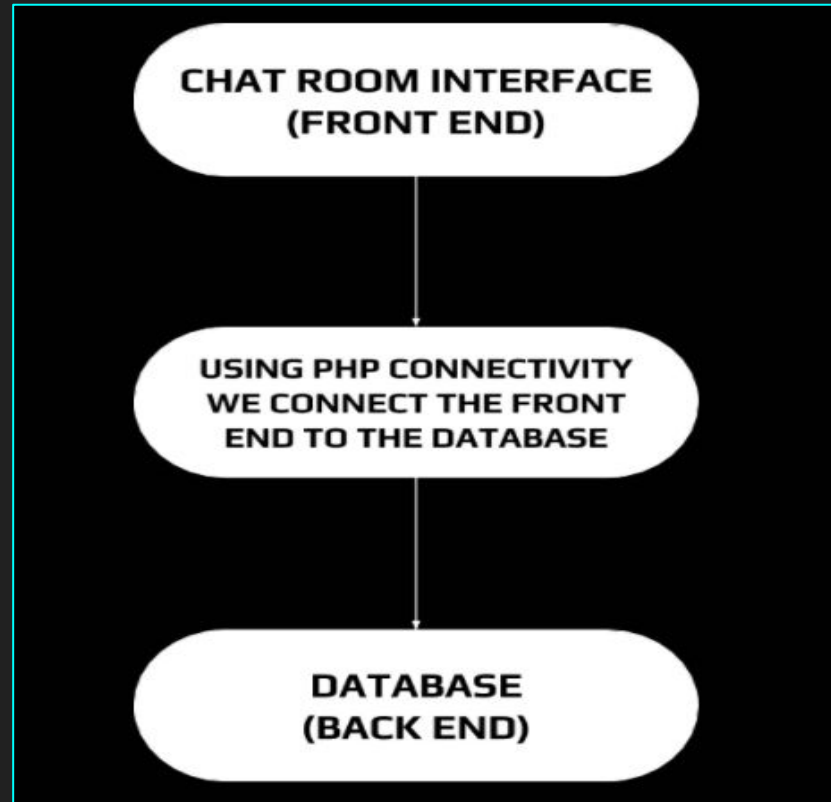 CHAT ROOM INTERFACE
(FRONT END)
USING PHP CONNECTIVITY
WE CONNECT THE FRONT
END TO THE DATABASE
DATABASE
(BACK END)